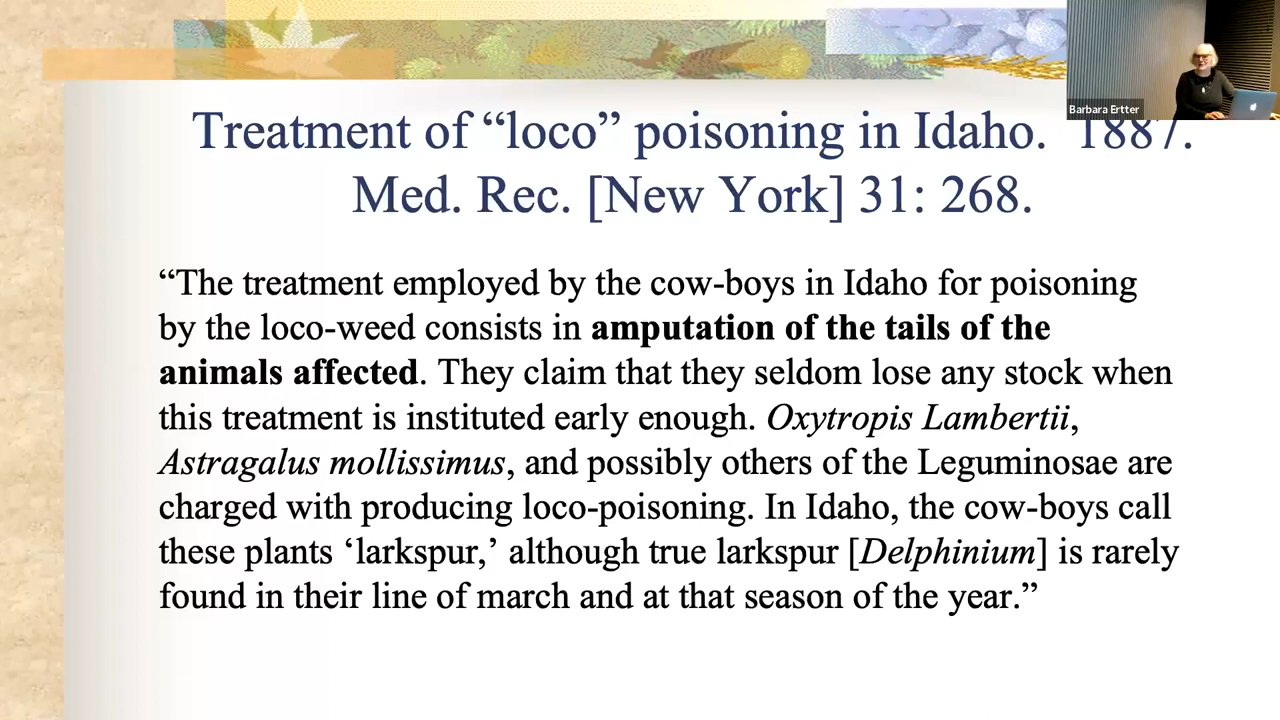 Barbara Ertter
Treatment of “loco” poisoning in Idaho.  1887.
Med. Rec. [New York] 31: 268.
“The treatment employed by the cow-boys in Idaho for poisoning
by the loco-weed consists in amputation of the tails of the
animals affected. They claim that they seldom lose any stock when
this treatment is instituted early enough. Oxytropis Lambertii,
Astragalus mollissimus, and possibly others of the Leguminosae are
charged with producing loco-poisoning. In Idaho, the cow-boys call
these plants ‘larkspur,’ although true larkspur [Delphinium] is rarely
found in their line of march and at that season of the year.”